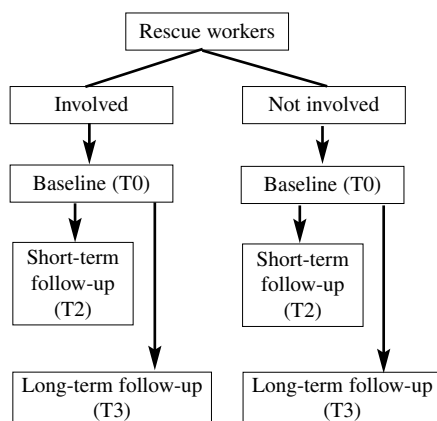 Rescue workers
Involved
Not involved
Baseline (T0)
Baseline (T0)
Short-term
follow-up
(T2)
Short-term
follow-up
(T2)
Long-term follow-up
(T3)
Long-term follow-up
(T3)